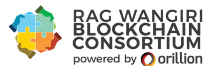 RAG WANGIRI
BLOCKCHAIN
CONSORTIUM
powered by orillion